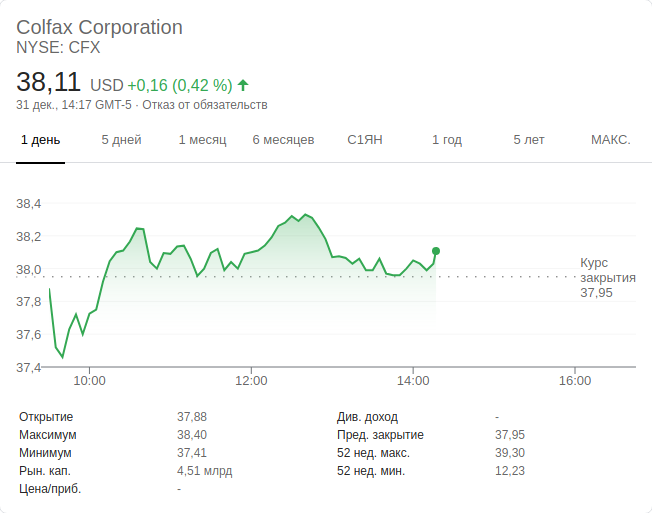 Colfax Corporation
NYSE: CFX
38,11 USD +0,16 (0,42 %)
31 дек., 14:17 GMT-5 · Отказ от обязательств
1 день 5 дней 1 месяц 6 месяцев С1ЯН 1 год 5 лет МАКС.
38,4
38,2
38,0
37,8
37,6
37,4
Курс
закрытия
37,95
10:00 12:00 14:00 16:00
Открытие 37,88 Див. доход -
Максимум 38,40 Пред. закрытие 37,95
Минимум 37,41 52 нед. макс. 39,30
Рын. кап. 4,51 млрд 52 нед. мин. 12,23
Цена/приб. -